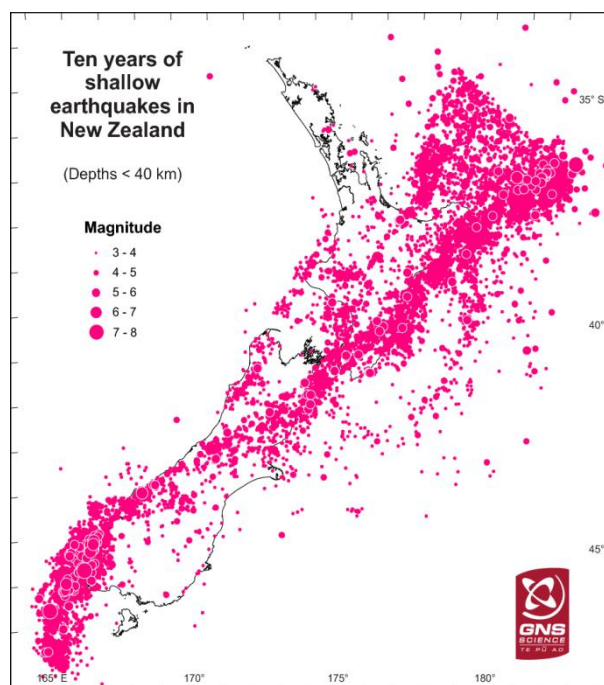 Ten years of
shallow
earthquakes in
New Zealand
(Depths < 40 km)
Magnitude
3 - 4
4 - 5
5 - 6
6 - 7
7 - 8
35° S
40°
45°
165° E
170°
175°
180°
GNS
SCIENCE
TE PŪ AO